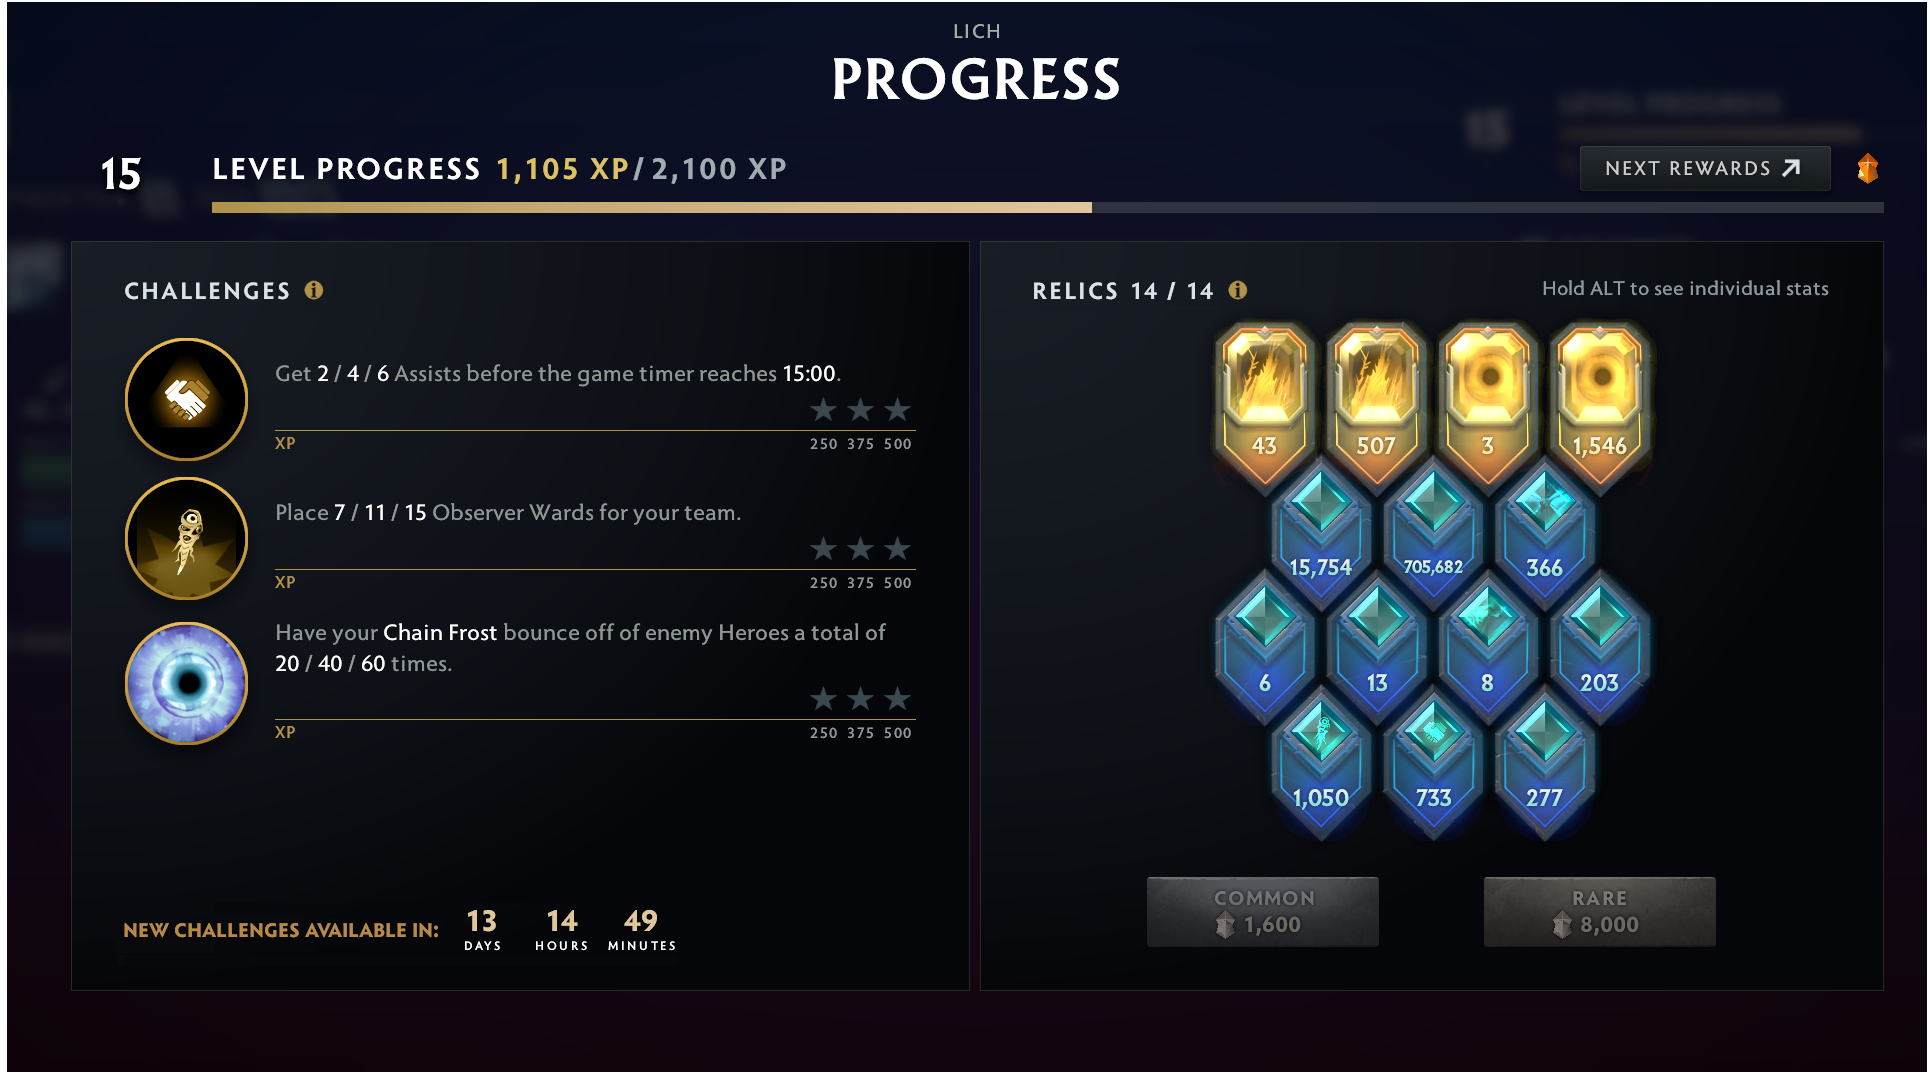 LICH
PROGRESS
15
LEVEL PROGRESS 1,105 XP/2,100 XP
NEXT REWARDS
CHALLENGES
Get 2 / 4 / 6 Assists before the game timer reaches 15:00.
XP
250 375 500
Place 7 / 11 / 15 Observer Wards for your team.
XP
250 375 500
Have your Chain Frost bounce off of enemy Heroes a total of
20 / 40 / 60 times.
XP
250 375 500
NEW CHALLENGES AVAILABLE IN:
13 14 49
DAYS HOURS MINUTES
RELICS 14 / 14
Hold ALT to see individual stats
43 507 3 1,546
15,754 705,682 366
6 13 8 203
1,050 733 277
COMMON
1,600
RARE
8,000